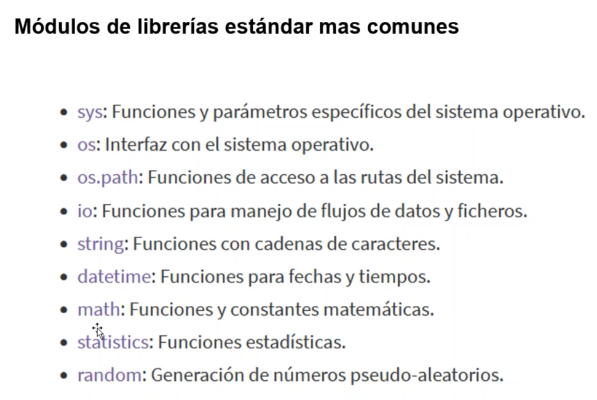 Módulos de librerías estándar mas comunes
• sys: Funciones y parámetros específicos del sistema operativo.
• os: Interfaz con el sistema operativo.
• os.path: Funciones de acceso a las rutas del sistema.
• io: Funciones para manejo de flujos de datos y ficheros.
• string: Funciones con cadenas de caracteres.
• datetime: Funciones para fechas y tiempos.
• math: Funciones y constantes matemáticas.
• statistics: Funciones estadísticas.
• random: Generación de números pseudo-aleatorios.